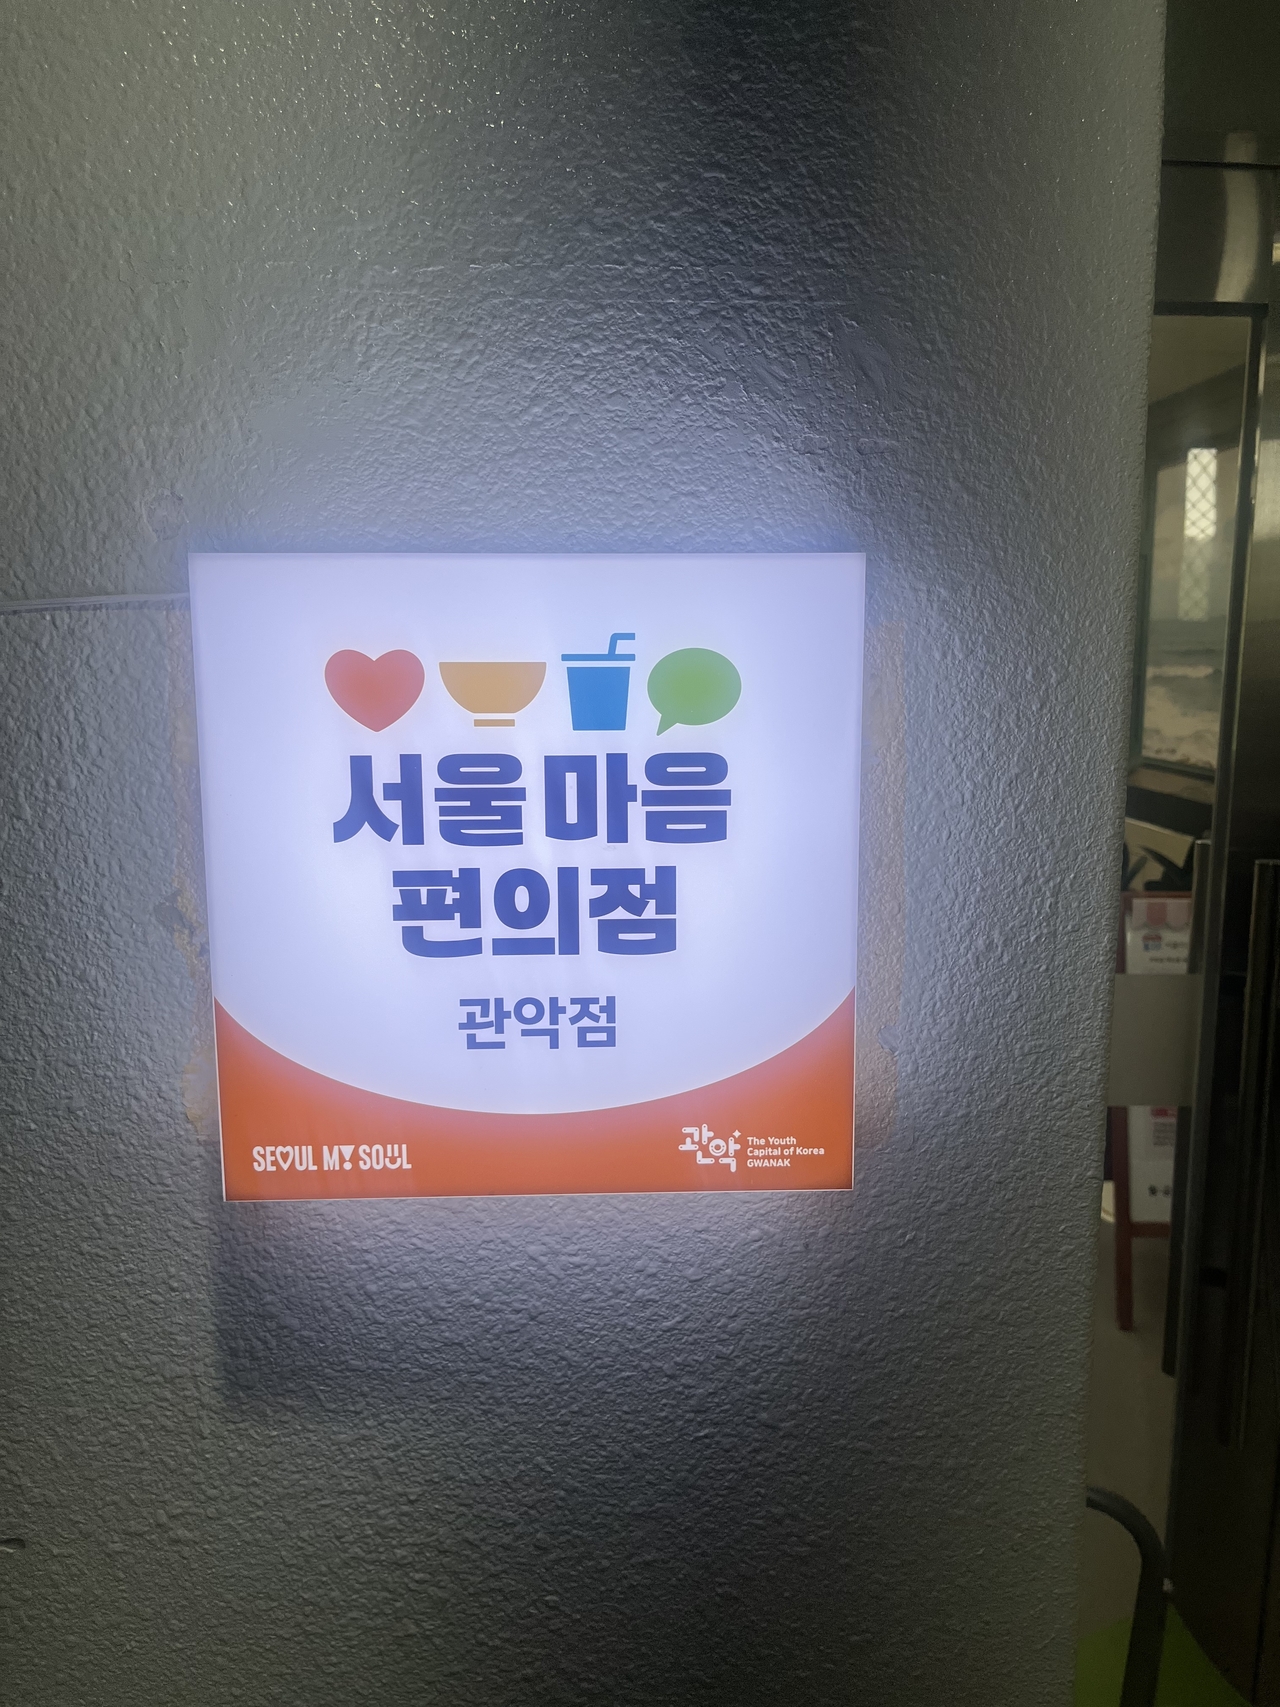 서울마음
편의점
관악점
SEOUL MY SOUL
관악
The Youth
Capital of Korea
GWANAK